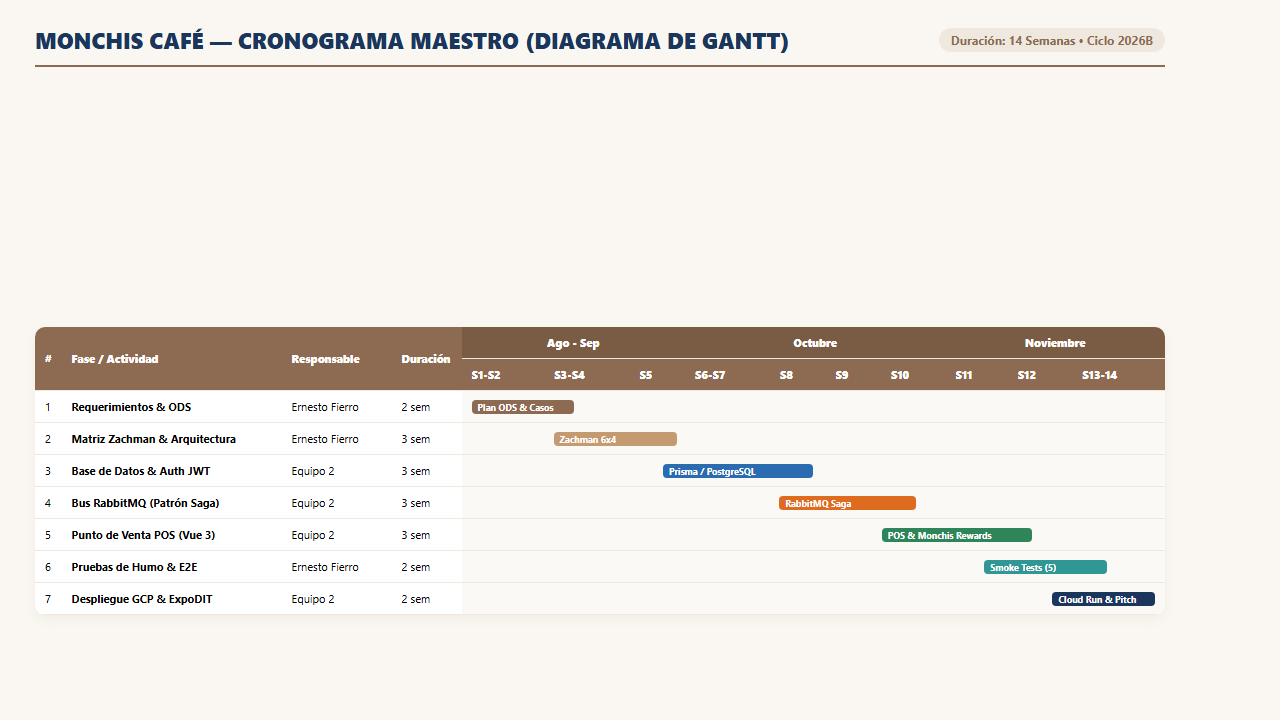 MONCHIS CAFÉ — CRONOGRAMA MAESTRO (DIAGRAMA DE GANTT)
Duración: 14 Semanas • Ciclo 2026B
# Fase / Actividad Responsable Duración Ago - Sep Octubre Noviembre
S1-S2 S3-S4 S5 S6-S7 S8 S9 S10 S11 S12 S13-14
1 Requerimientos & ODS Ernesto Fierro 2 sem Plan ODS & Casos
2 Matriz Zachman & Arquitectura Ernesto Fierro 3 sem Zachman 6x4
3 Base de Datos & Auth JWT Equipo 2 3 sem Prisma / PostgreSQL
4 Bus RabbitMQ (Patrón Saga) Equipo 2 3 sem RabbitMQ Saga
5 Punto de Venta POS (Vue 3) Equipo 2 3 sem POS & Monchis Rewards
6 Pruebas de Humo & E2E Ernesto Fierro 2 sem Smoke Tests (5)
7 Despliegue GCP & ExpoDIT Equipo 2 2 sem Cloud Run & Pitch